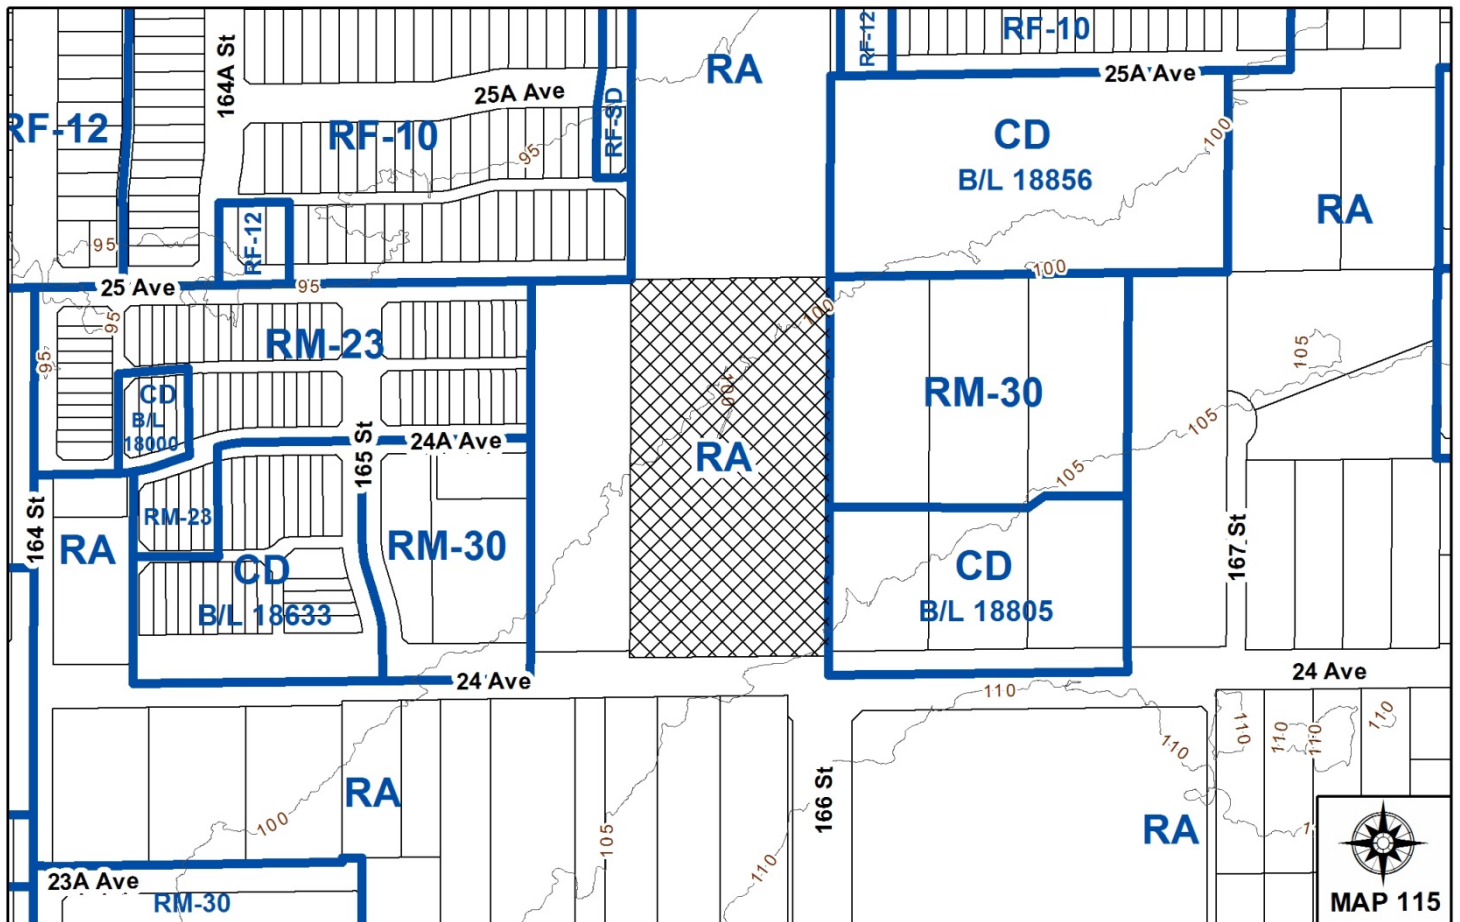 RF-12
RF-10
RA
25A Ave
164A St
25A Ave
RF-12
RF-10
RF-SD
95
CD
B/L 18856
100
RA
RF-12
95
25 Ave
95
100
95
95
RM-23
100
105
CD
B/L
18000
100
RM-30
105
24A Ave
165 St
RA
105
164 St
RM-23
RA
RM-30
167 St
CD
B/L 18633
CD
B/L 18805
24 Ave
24 Ave
110
110
110
110
110
110
RA
166 St
RA
100
105
110
23A Ave
RM-30
MAP 115